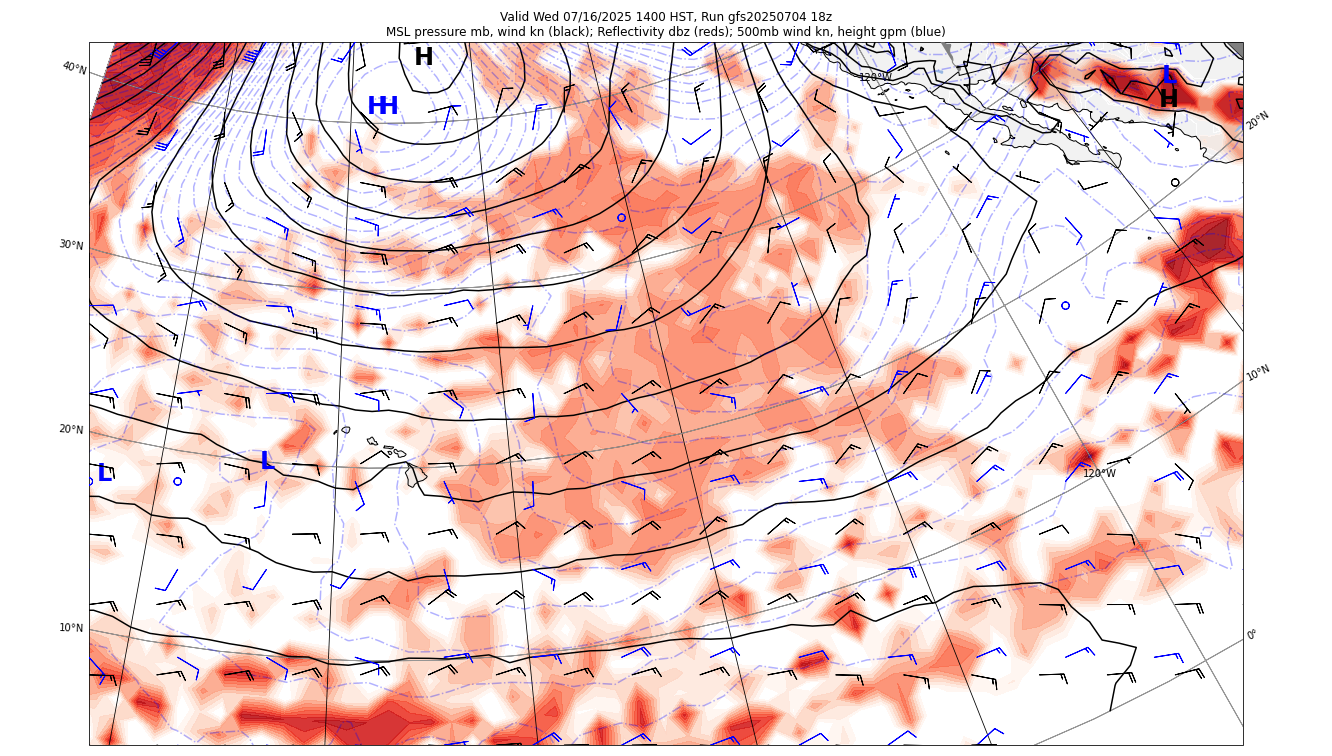 Valid Wed 07/16/2025 1400 HST, Run gfs20250704 18z
MSL pressure mb, wind kn (black); Reflectivity dbz (reds); 500mb wind kn, height gpm (blue)
H
120°W
L
40°N
HH
H
20°N
30°N
10°N
20°N
L
L
120°W
10°N
0°